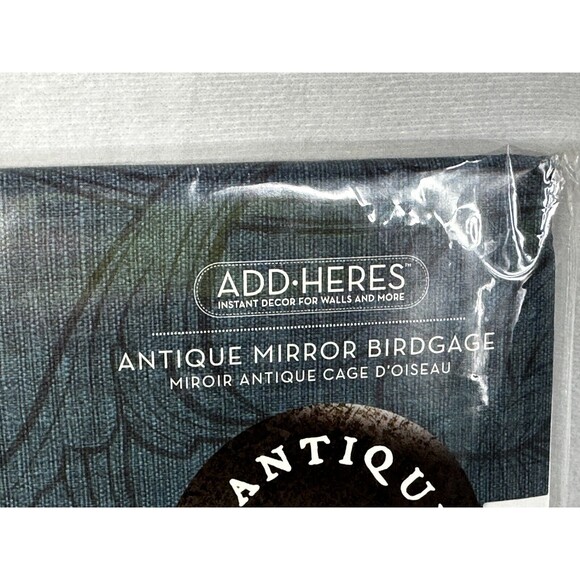 ADD·HERES™
INSTANT DECOR FOR WALLS AND MORE
ANTIQUE MIRROR BIRDGAGE
MIROIR ANTIQUE CAGE D'OISEAU
ANTIQU